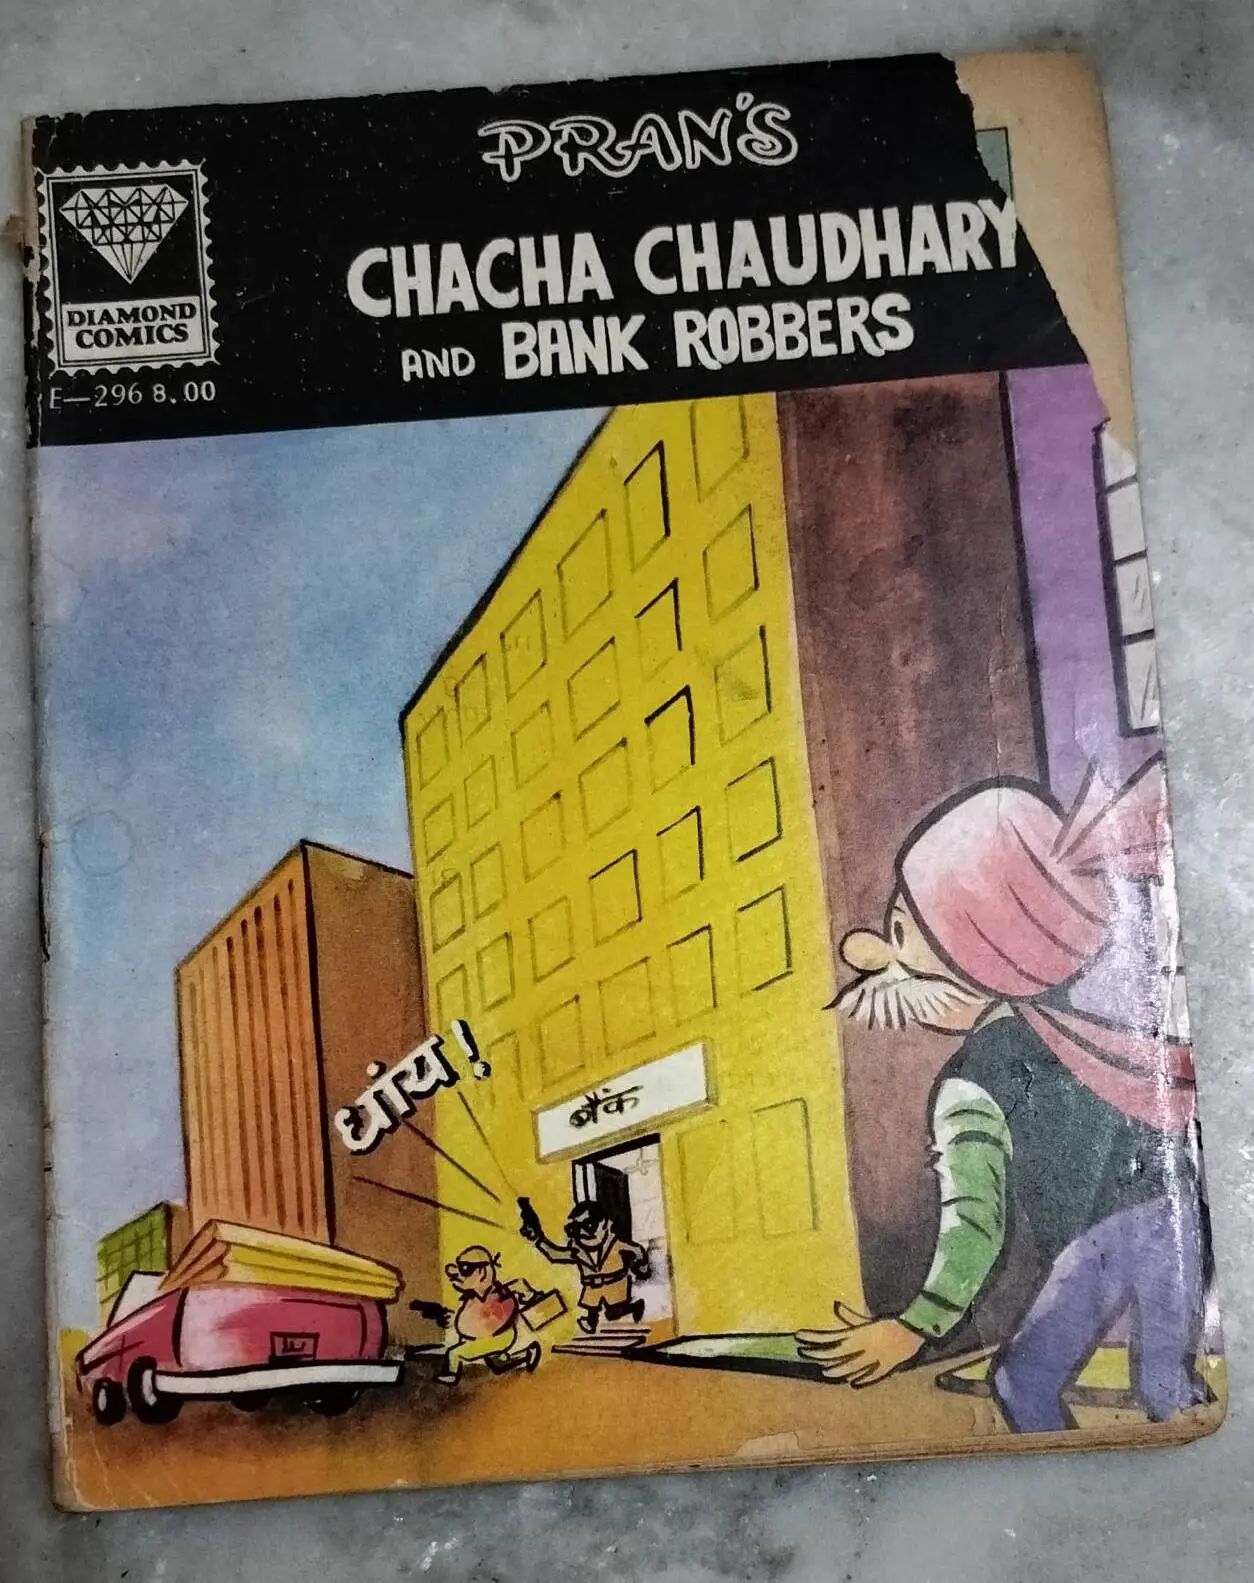 PRAN'S
CHACHA CHAUDHARY
AND BANK ROBBERS
DIAMOND
COMICS
E—296 8.00
धांय!
बैंक